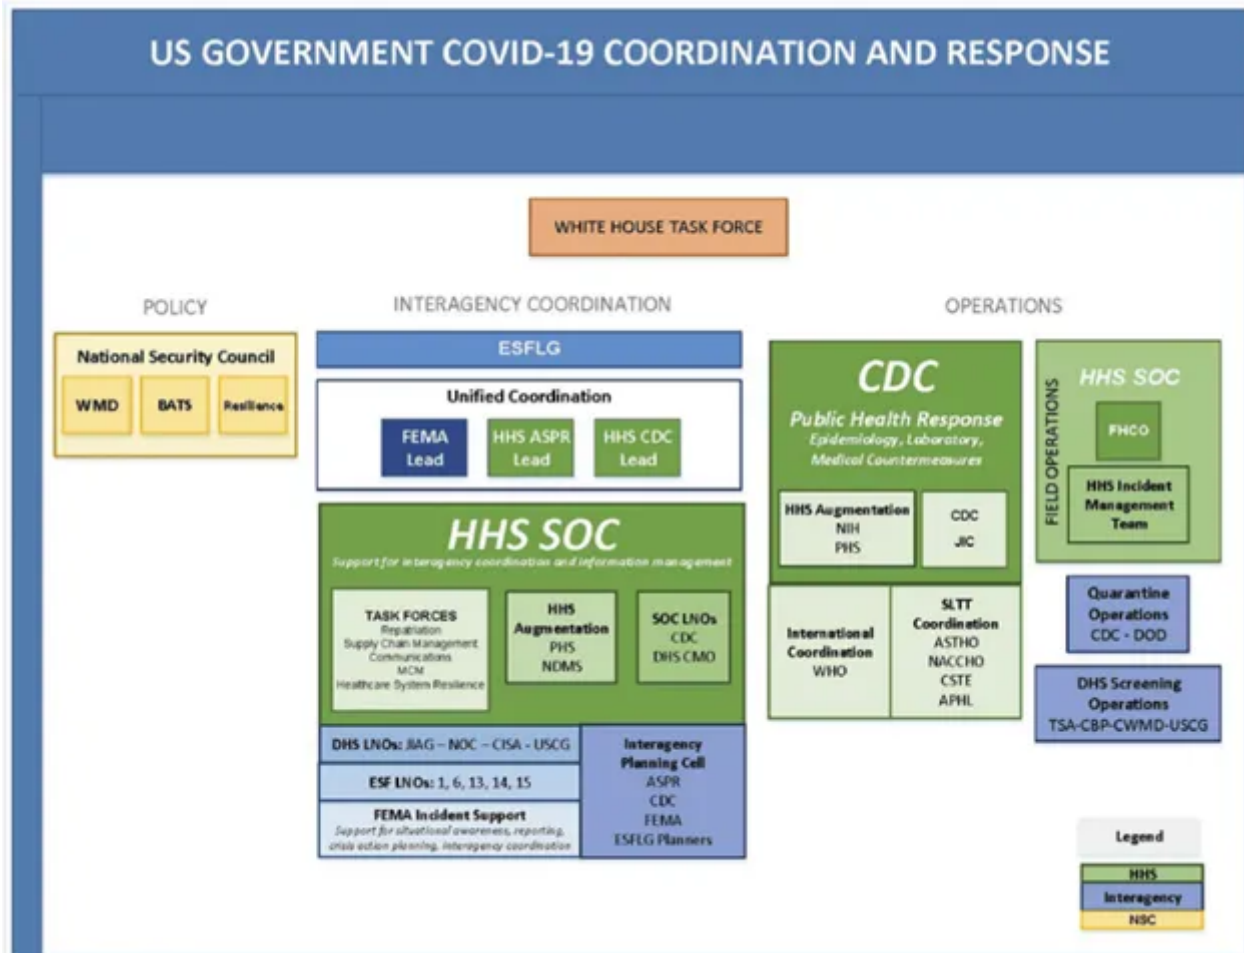 US GOVERNMENT COVID-19 COORDINATION AND RESPONSE
WHITE HOUSE TASK FORCE
POLICY
National Security Council
WMD
BATS
Resilience
INTERAGENCY COORDINATION
ESFLG
Unified Coordination
FEMA
Lead
HHS ASPR
Lead
HHS CDC
Lead
HHS SOC
Support for interagency coordination and information management
TASK FORCES
Repatriation
Supply Chain Management
Communications
MCM
Healthcare System Resilience
HHS
Augmentation
PHS
NDMS
SOC LNOs
CDC
DHS CMO
DHS LNOs: JIAG – NOC – CISA - USCG
ESF LNOs: 1, 6, 13, 14, 15
FEMA Incident Support
Support for situational awareness, reporting,
crisis action planning, interagency coordination
Interagency
Planning Cell
ASPR
CDC
FEMA
ESFLG Planners
OPERATIONS
CDC
Public Health Response
Epidemiology, Laboratory,
Medical Countermeasures
HHS Augmentation
NIH
PHS
CDC
JIC
International
Coordination
WHO
SLTT
Coordination
ASTHO
NACCHO
CSTE
APHL
FIELD OPERATIONS
HHS SOC
FHCO
HHS Incident
Management
Team
Quarantine
Operations
CDC - DOD
DHS Screening
Operations
TSA-CBP-CWMD-USCG
Legend
HHS
Interagency
NSC